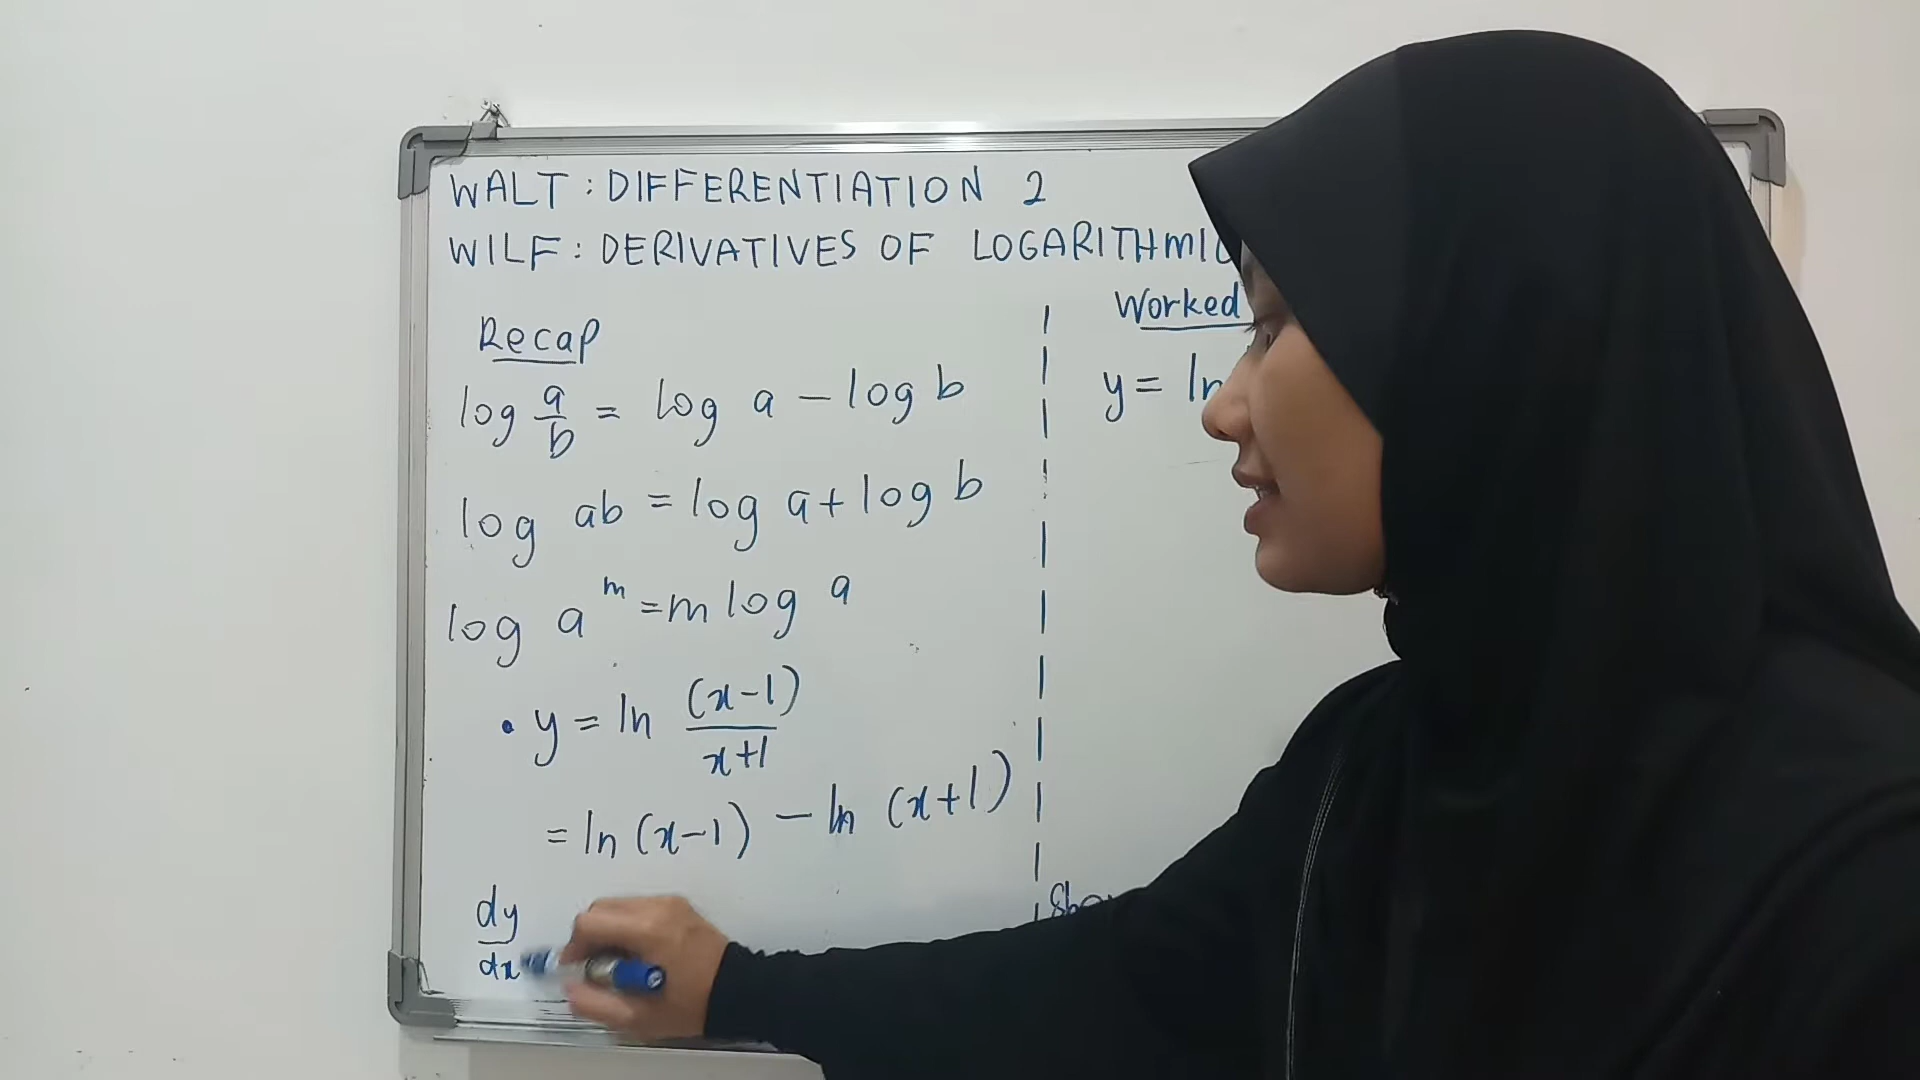 WALT : DIFFERENTIATION 2
WILF : DERIVATIVES OF LOGARITHMIC
Recap
log a/b = log a - log b
log ab = log a + log b
log a^m = m log a
• y = ln (x-1)/x+1
= ln (x-1) - ln (x+1)
dy/dx
Worked
y = ln